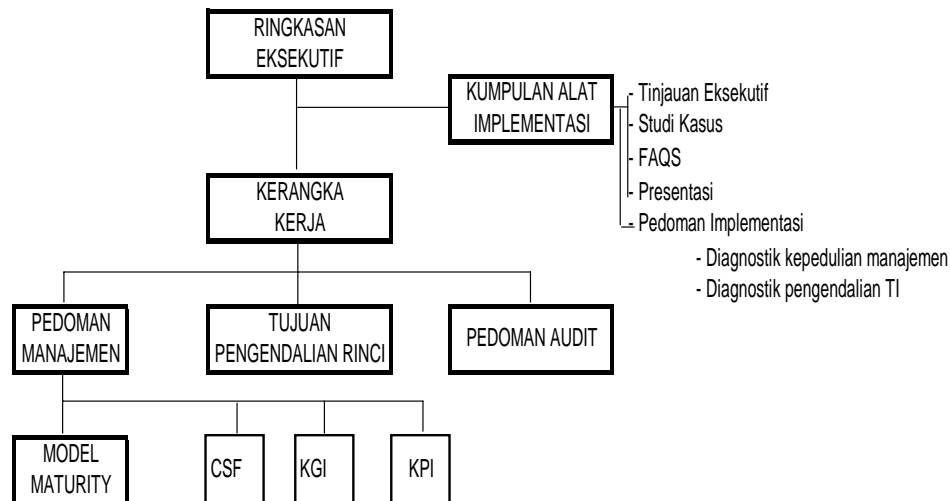 RINGKASAN
EKSEKUTIF
KUMPULAN ALAT
IMPLEMENTASI
- Tinjauan Eksekutif
- Studi Kasus
- FAQS
- Presentasi
- Pedoman Implementasi
- Diagnostik kepedulian manajemen
- Diagnostik pengendalian TI
KERANGKA
KERJA
PEDOMAN
MANAJEMEN
TUJUAN
PENGENDALIAN RINCI
PEDOMAN AUDIT
MODEL
MATURITY
CSF
KGI
KPI